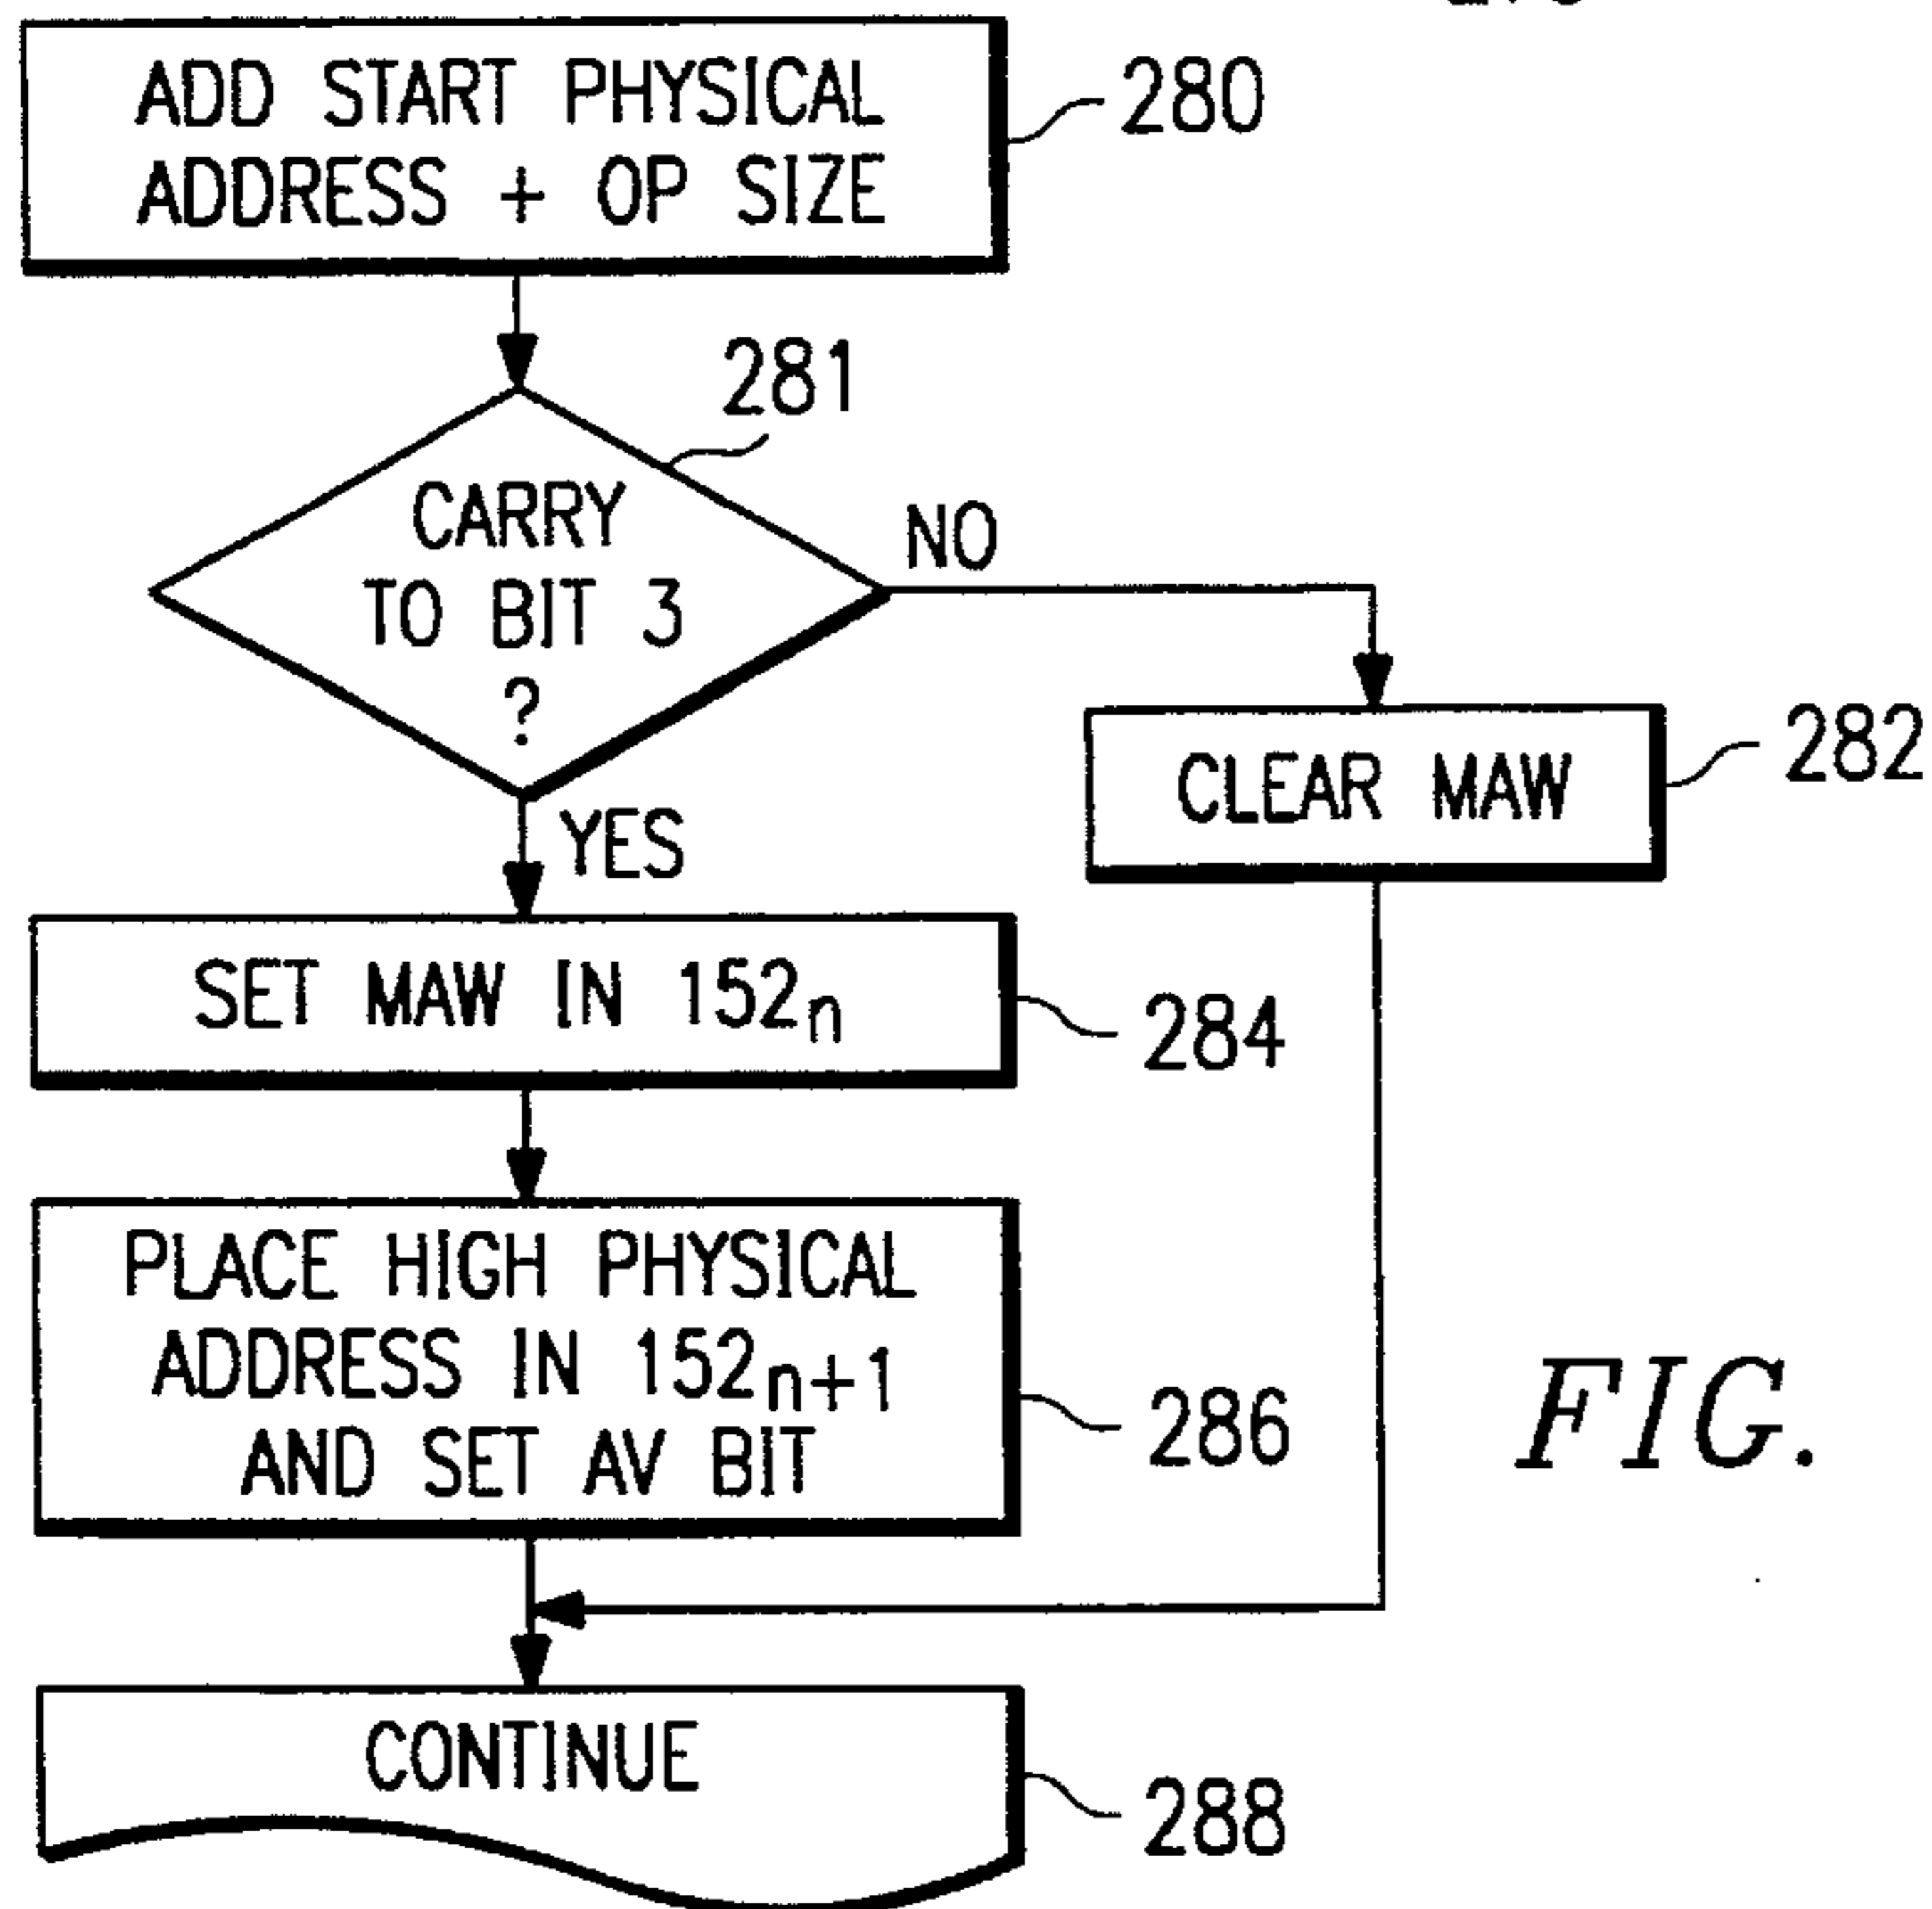 ADD START PHYSICAL
ADDRESS + OP SIZE
280
281
CARRY
TO BIT 3
?
NO
YES
CLEAR MAW
282
SET MAW IN 152n
284
PLACE HIGH PHYSICAL
ADDRESS IN 152n+1
AND SET AV BIT
286
FIG.
CONTINUE
288